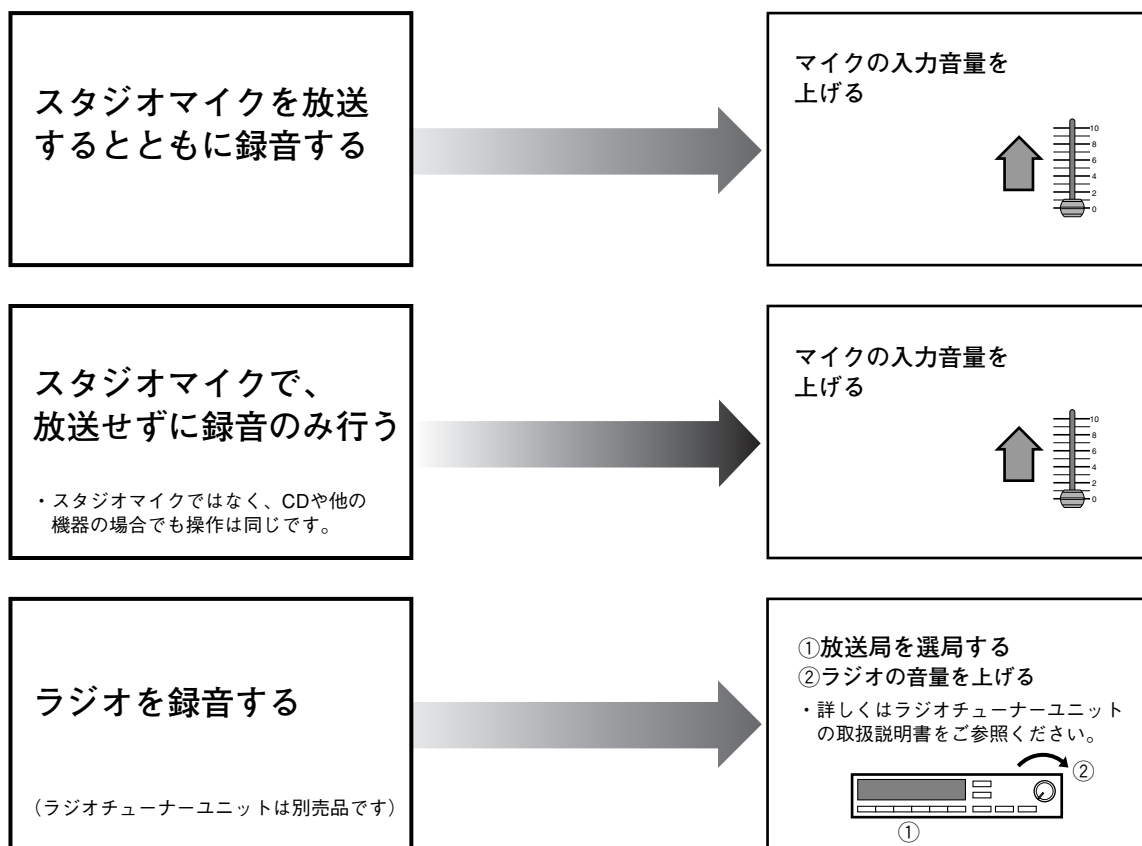 スタジオマイクを放送
するとともに録音する
マイクの入力音量を
上げる
10
8
6
4
2
0
スタジオマイクで、
放送せずに録音のみ行う
・スタジオマイクではなく、CDや他の
機器の場合でも操作は同じです。
マイクの入力音量を
上げる
10
8
6
4
2
0
ラジオを録音する
（ラジオチューナーユニットは別売品です）
①放送局を選局する
②ラジオの音量を上げる
・詳しくはラジオチューナーユニット
の取扱説明書をご参照ください。
②
①